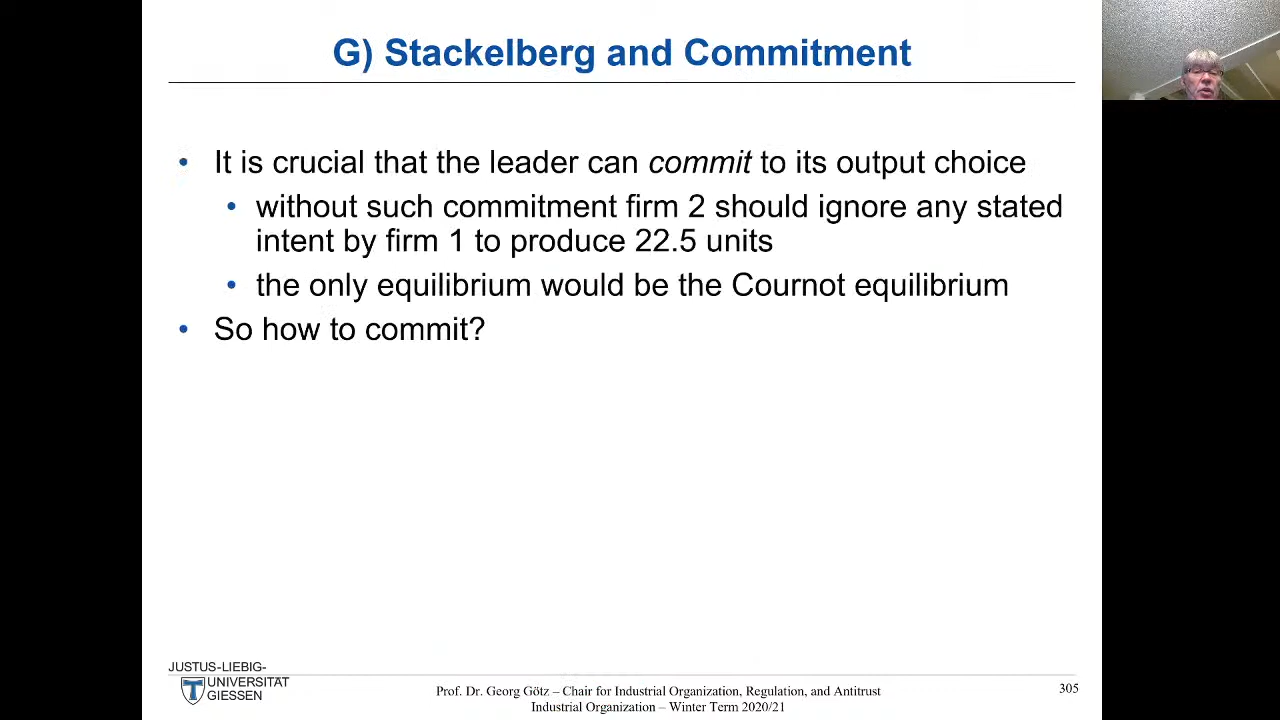 G) Stackelberg and Commitment
• It is crucial that the leader can commit to its output choice
• without such commitment firm 2 should ignore any stated
intent by firm 1 to produce 22.5 units
• the only equilibrium would be the Cournot equilibrium
• So how to commit?
JUSTUS-LIEBIG-
UNIVERSITÄT
GIESSEN
Prof. Dr. Georg Götz – Chair for Industrial Organization, Regulation, and Antitrust
Industrial Organization – Winter Term 2020/21
305